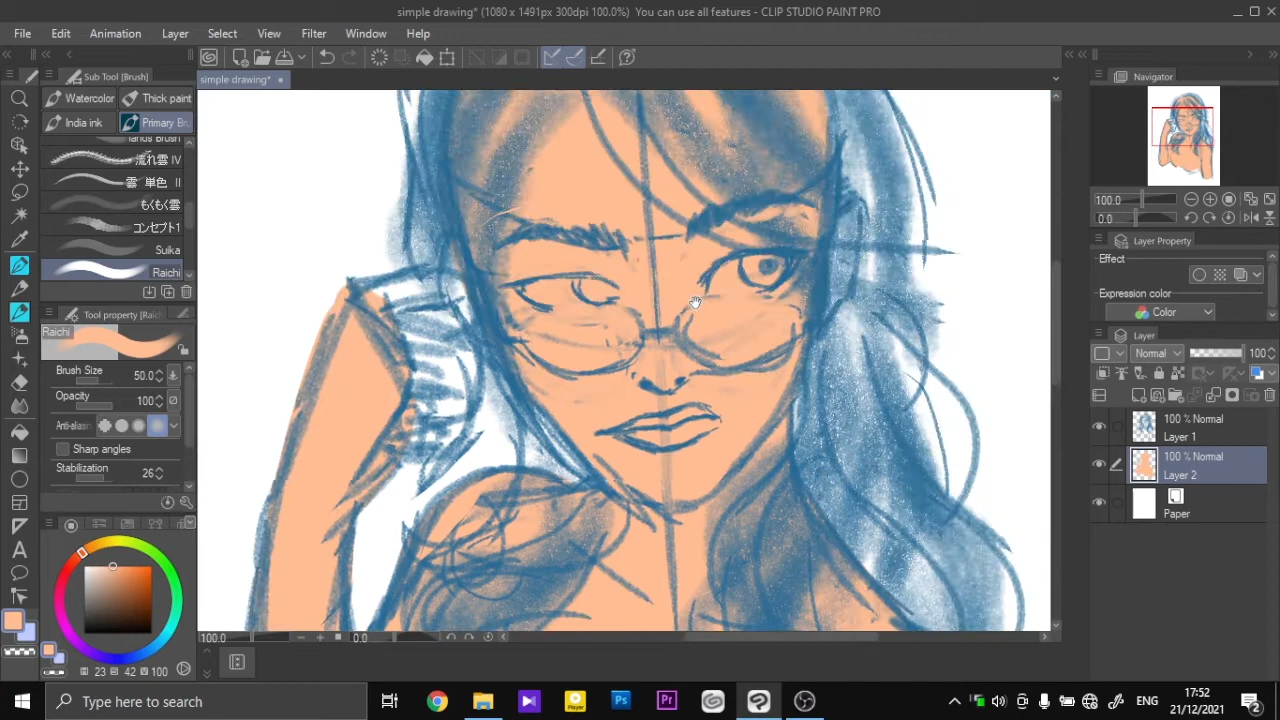 simple drawing* (1080 x 1491px 300dpi 100.0%)  You can use all features - CLIP STUDIO PAINT PRO
File Edit Animation Layer Select View Filter Window Help
simple drawing*
Sub Tool [Brush]
Watercolor Thick paint
India ink Primary Bru
流れ雲 IV
雲 単色 II
もくもく雲
コンセプト1
Suika
Raichi
Tool property [Raich
Raichi
Brush Size 50.0
Opacity 100
Anti-alias
Sharp angles
Stabilization 26
23 42 100
H S V
100.0 0.0
Navigator
100.0
0.0
Layer Property
Effect
Expression color
Color
Layer
Normal 100
100 % Normal
Layer 1
100 % Normal
Layer 2
Paper
Type here to search
Player
Ps
Pr
ENG
17:52
21/12/2021
2